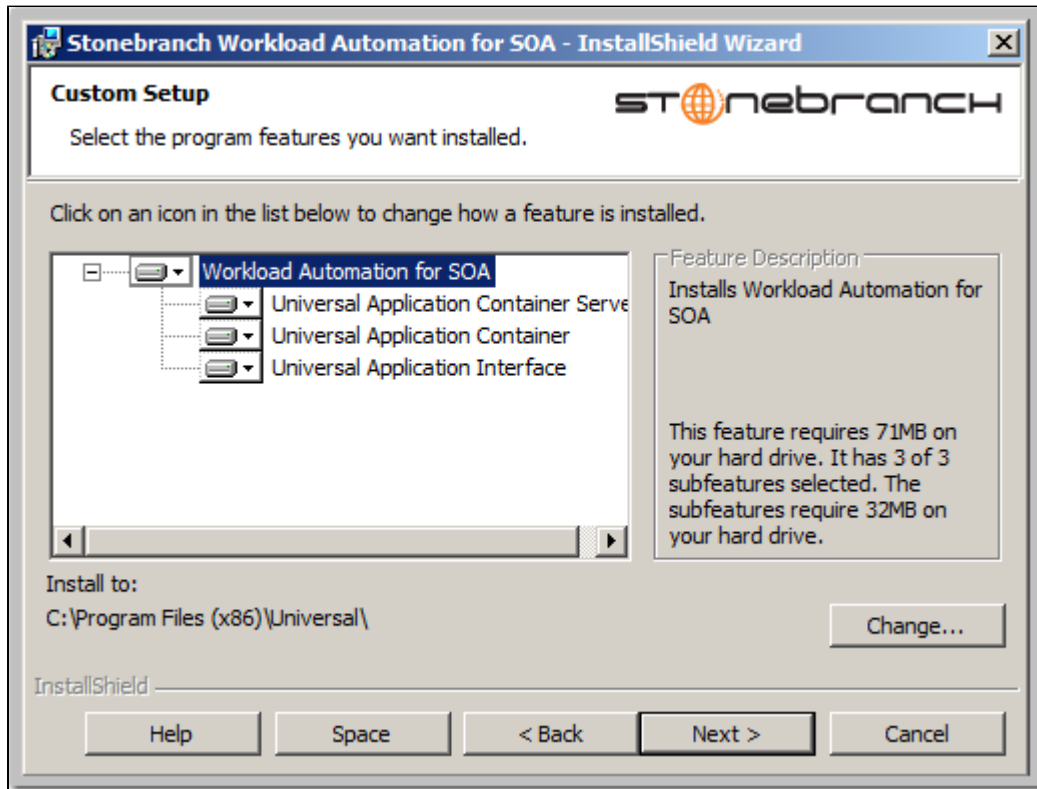 Stonebranch Workload Automation for SOA - InstallShield Wizard
Custom Setup
stonebranch
Select the program features you want installed.
Click on an icon in the list below to change how a feature is installed.
Workload Automation for SOA
Universal Application Container Serve
Universal Application Container
Universal Application Interface
Feature Description
Installs Workload Automation for
SOA
This feature requires 71MB on
your hard drive. It has 3 of 3
subfeatures selected. The
subfeatures require 32MB on
your hard drive.
Install to:
C:\Program Files (x86)\Universal\
Change...
InstallShield
Help
Space
< Back
Next >
Cancel